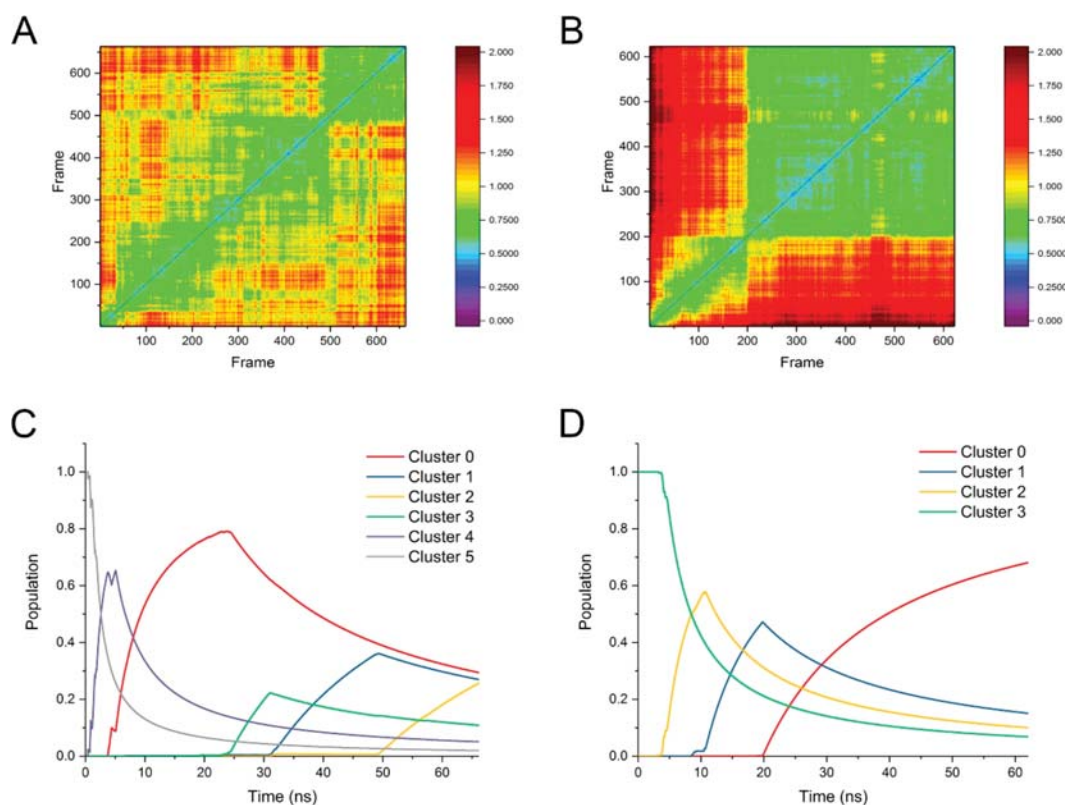 A
B
600
500
400
300
200
100
Frame
100 200 300 400 500 600
Frame
2.000
1.750
1.500
1.250
1.000
0.7500
0.5000
0.2500
0.000
600
500
400
300
200
100
Frame
100 200 300 400 500 600
Frame
2.000
1.750
1.500
1.250
1.000
0.7500
0.5000
0.2500
0.000
C
D
1.0
0.8
0.6
0.4
0.2
0.0
Population
Cluster 0
Cluster 1
Cluster 2
Cluster 3
Cluster 4
Cluster 5
0 10 20 30 40 50 60
Time (ns)
1.0
0.8
0.6
0.4
0.2
0.0
Population
Cluster 0
Cluster 1
Cluster 2
Cluster 3
0 10 20 30 40 50 60
Time (ns)